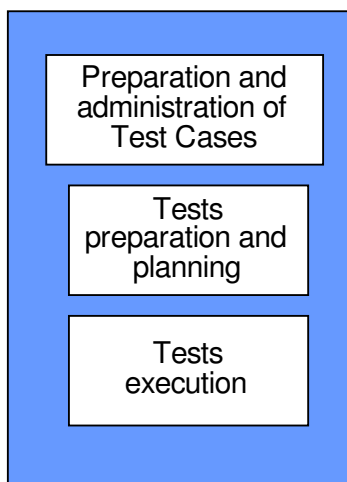 Preparation and
administration of
Test Cases
Tests
preparation and
planning
Tests
execution